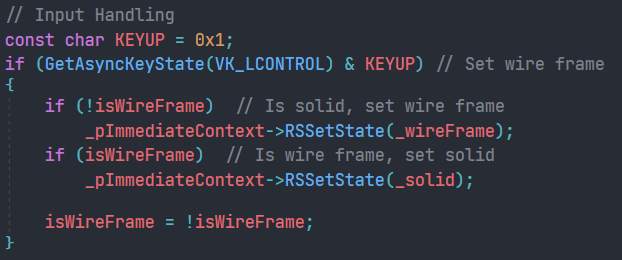 // Input Handling
const char KEYUP = 0x1;
if (GetAsyncKeyState(VK_LCONTROL) & KEYUP) // Set wire frame
{
    if (!isWireFrame)  // Is solid, set wire frame
        _pImmediateContext->RSSetState(_wireFrame);
    if (isWireFrame)  // Is wire frame, set solid
        _pImmediateContext->RSSetState(_solid);

    isWireFrame = !isWireFrame;
}